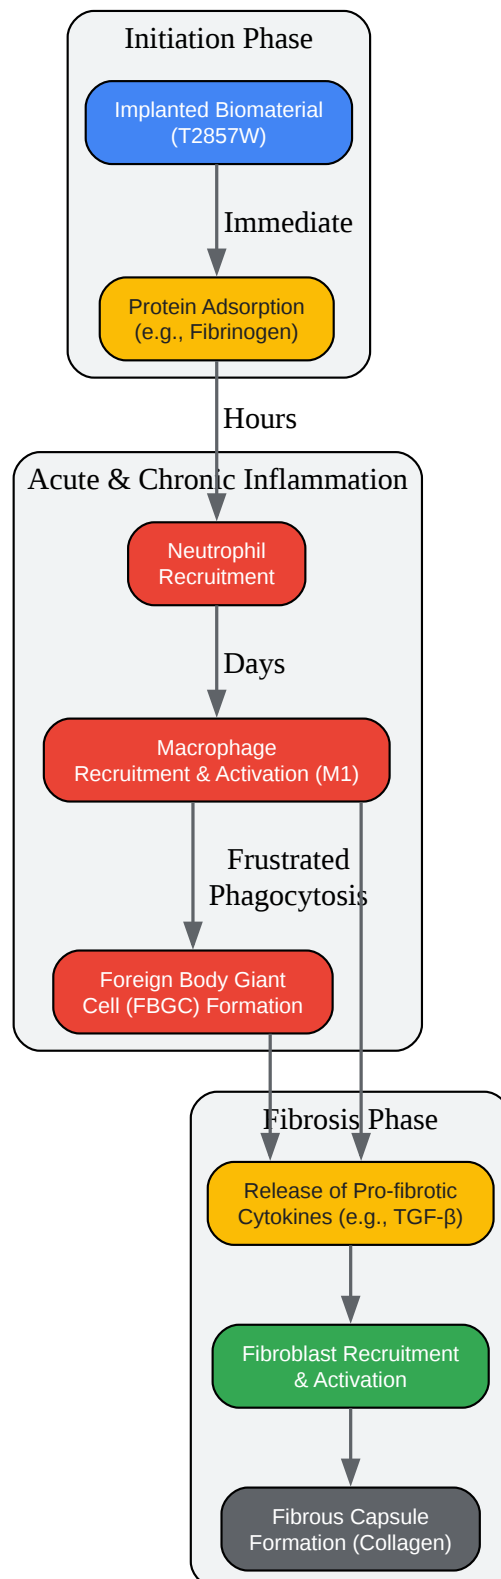 Initiation Phase
Implanted Biomaterial
(T2857W)
Immediate
Protein Adsorption
(e.g., Fibrinogen)
Hours
Acute & Chronic Inflammation
Neutrophil
Recruitment
Days
Macrophage
Recruitment & Activation (M1)
Frustrated
Phagocytosis
Foreign Body Giant
Cell (FBGC) Formation
Fibrosis Phase
Release of Pro-fibrotic
Cytokines (e.g., TGF-β)
Fibroblast Recruitment
& Activation
Fibrous Capsule
Formation (Collagen)